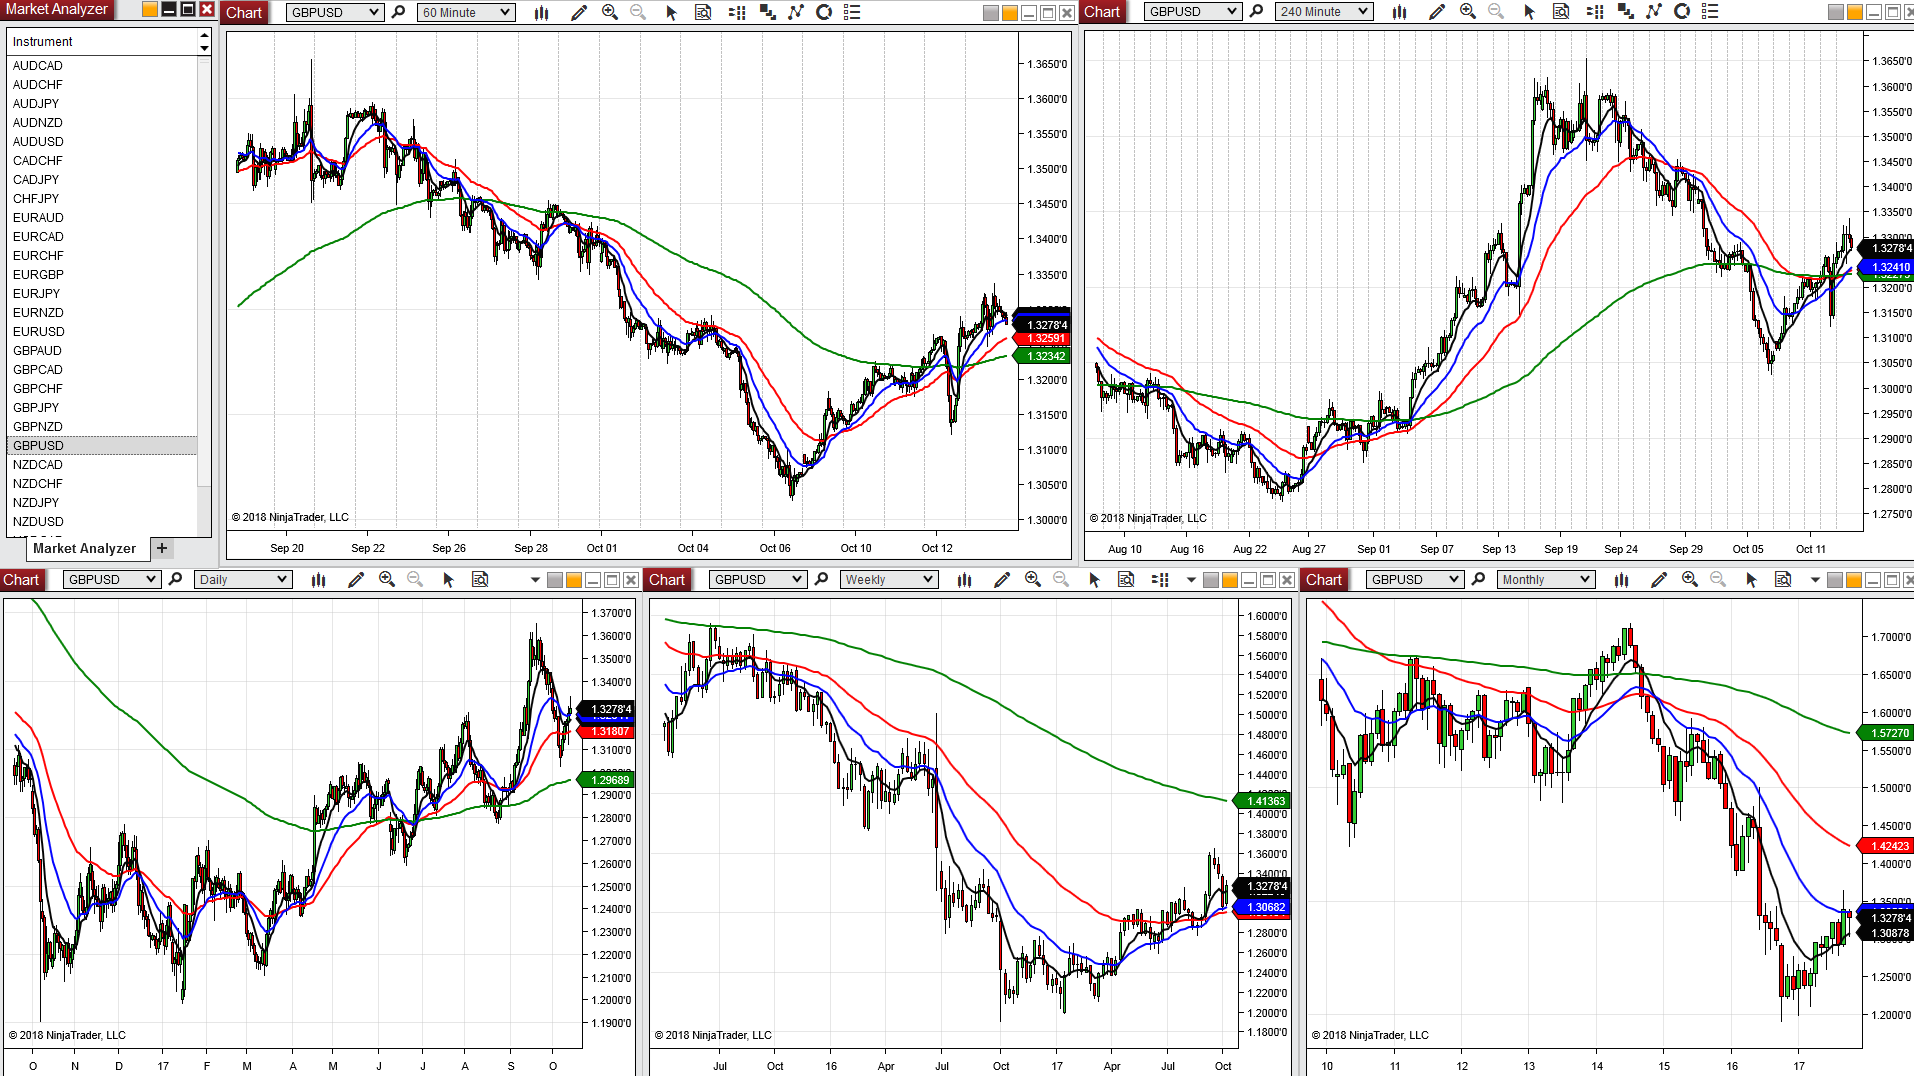 Market Analyzer
Instrument
AUDCAD
AUDCHF
AUDJPY
AUDNZD
AUDUSD
CADCHF
CADJPY
CHFJPY
EURAUD
EURCAD
EURCHF
EURGBP
EURJPY
EURNZD
EURUSD
GBPAUD
GBPCAD
GBPCHF
GBPJPY
GBPNZD
GBPUSD
NZDCAD
NZDCHF
NZDJPY
NZDUSD
Market Analyzer +
Chart GBPUSD 60 Minute
1.3650'0
1.3600'0
1.3550'0
1.3500'0
1.3450'0
1.3400'0
1.3350'0
1.3278'4
1.32591
1.32342
1.3200'0
1.3150'0
1.3100'0
1.3050'0
1.3000'0
© 2018 NinjaTrader, LLC
Sep 20 Sep 22 Sep 26 Sep 28 Oct 01 Oct 04 Oct 06 Oct 10 Oct 12
Chart GBPUSD 240 Minute
1.3650'0
1.3600'0
1.3550'0
1.3500'0
1.3450'0
1.3400'0
1.3350'0
1.3278'4
1.32410
1.3200'0
1.3150'0
1.3100'0
1.3050'0
1.3000'0
1.2950'0
1.2900'0
1.2850'0
1.2800'0
1.2750'0
© 2018 NinjaTrader, LLC
Aug 10 Aug 16 Aug 22 Aug 27 Sep 01 Sep 07 Sep 13 Sep 19 Sep 24 Sep 29 Oct 05 Oct 11
Chart GBPUSD Daily
1.3700'0
1.3600'0
1.3500'0
1.3400'0
1.3278'4
1.31807
1.3100'0
1.29689
1.2900'0
1.2800'0
1.2700'0
1.2600'0
1.2500'0
1.2400'0
1.2300'0
1.2200'0
1.2100'0
1.2000'0
1.1900'0
© 2018 NinjaTrader, LLC
O N D 17 F M A M J J A S O
Chart GBPUSD Weekly
1.6000'0
1.5800'0
1.5600'0
1.5400'0
1.5200'0
1.5000'0
1.4800'0
1.4600'0
1.4400'0
1.41363
1.4000'0
1.3800'0
1.3600'0
1.3400'0
1.3278'4
1.30682
1.2800'0
1.2600'0
1.2400'0
1.2200'0
1.2000'0
1.1800'0
© 2018 NinjaTrader, LLC
Jul Oct 16 Apr Jul Oct 17 Apr Jul Oct
Chart GBPUSD Monthly
1.7000'0
1.6500'0
1.6000'0
1.57270
1.5500'0
1.5000'0
1.4500'0
1.42423
1.4000'0
1.3500'0
1.3278'4
1.30878
1.2500'0
1.2000'0
© 2018 NinjaTrader, LLC
10 11 12 13 14 15 16 17